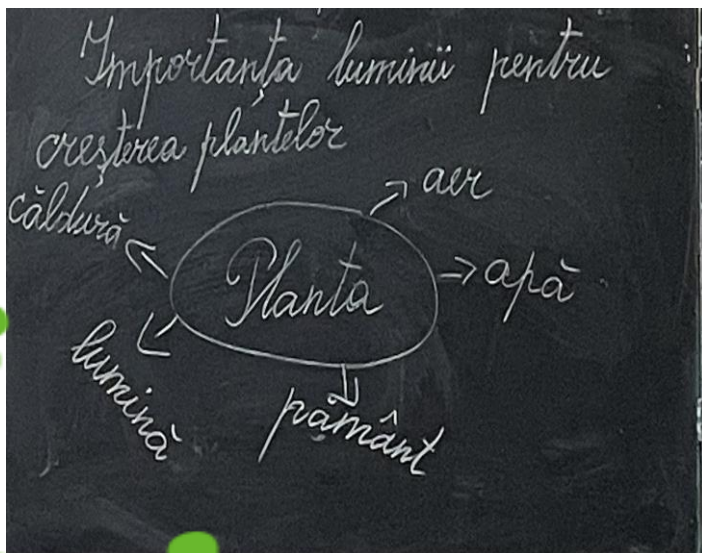 Importanța luminii pentru
creșterea plantelor
căldură
aer
Planta
apă
lumină
pământ